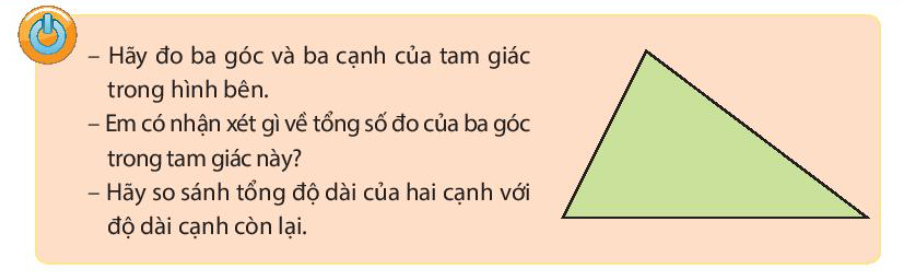 – Hãy đo ba góc và ba cạnh của tam giác
trong hình bên.
– Em có nhận xét gì về tổng số đo của ba góc
trong tam giác này?
– Hãy so sánh tổng độ dài của hai cạnh với
độ dài cạnh còn lại.